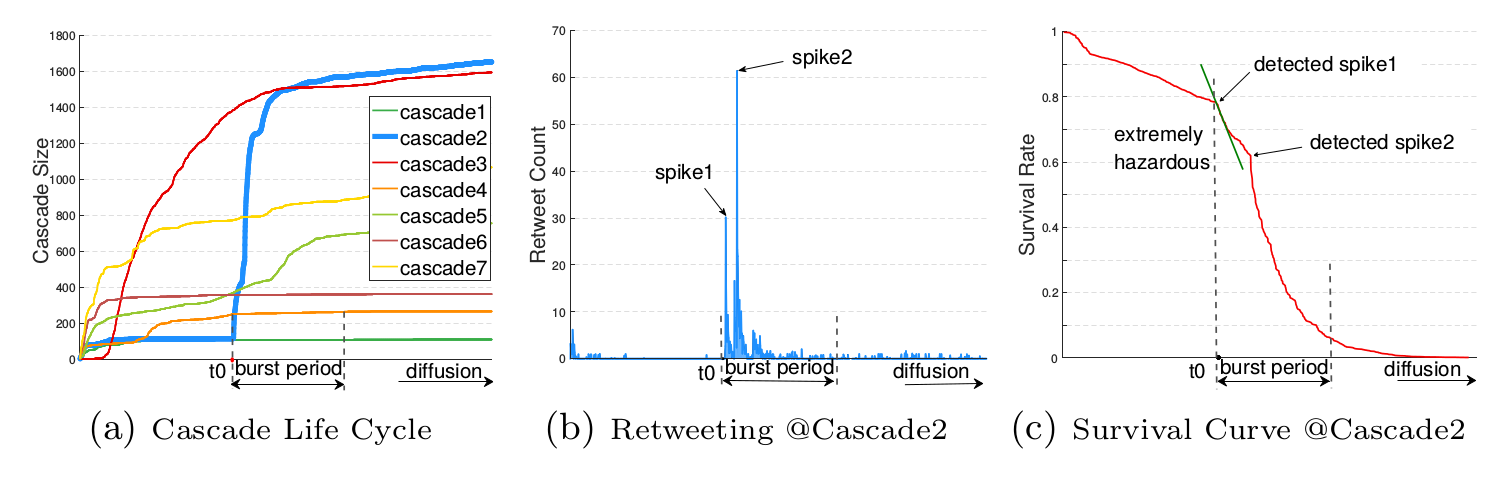 Cascade Size
1800
1600
1400
1200
1000
800
600
400
200
0
cascade1
cascade2
cascade3
cascade4
cascade5
cascade6
cascade7
t0 burst period diffusion
(a) Cascade Life Cycle
Retweet Count
70
60
50
40
30
20
10
0
spike2
spike1
t0 burst period diffusion
(b) Retweeting @Cascade2
Survival Rate
1
0.8
0.6
0.4
0.2
0
detected spike1
extremely
hazardous
detected spike2
t0 burst period diffusion
(c) Survival Curve @Cascade2